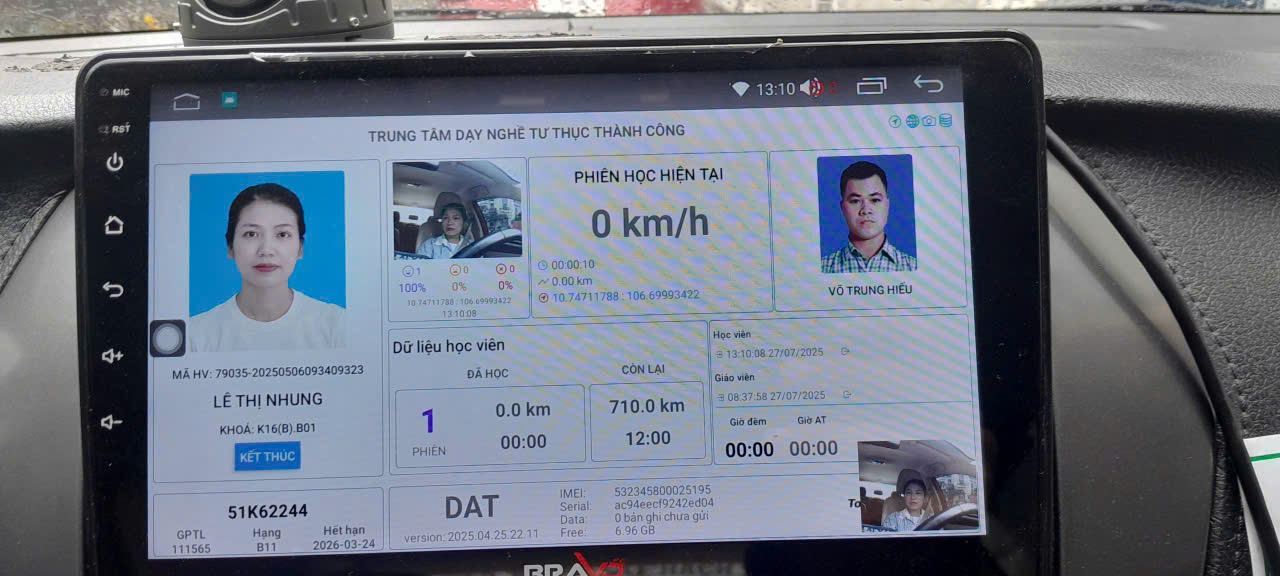 MIC
RST
13:10
TRUNG TÂM DẠY NGHỀ TƯ THỤC THÀNH CÔNG
MÃ HV: 79035-20250506093409323
LÊ THỊ NHUNG
KHOÁ: K16(B).B01
KẾT THÚC
1 0 0
100% 0% 0%
10.74711788 : 106.69993422
13:10:08
PHIÊN HỌC HIỆN TẠI
0 km/h
00:00:10
0.00 km
10.74711788 : 106.69993422
VÕ TRUNG HIẾU
Dữ liệu học viên
ĐÃ HỌC
1
PHIÊN
0.0 km
00:00
CÒN LẠI
710.0 km
12:00
Học viên
13:10:08 27/07/2025
Giáo viên
08:37:58 27/07/2025
Giờ đêm Giờ AT
00:00 00:00
51K62244
GPTL Hạng Hết hạn
111565 B11 2026-03-24
DAT
version: 2025.04.25.22.11
IMEI: 532345800025195
Serial: ac94eecf9242ed04
Data: 0 bản ghi chưa gửi
Free: 6.96 GB
BRAVO